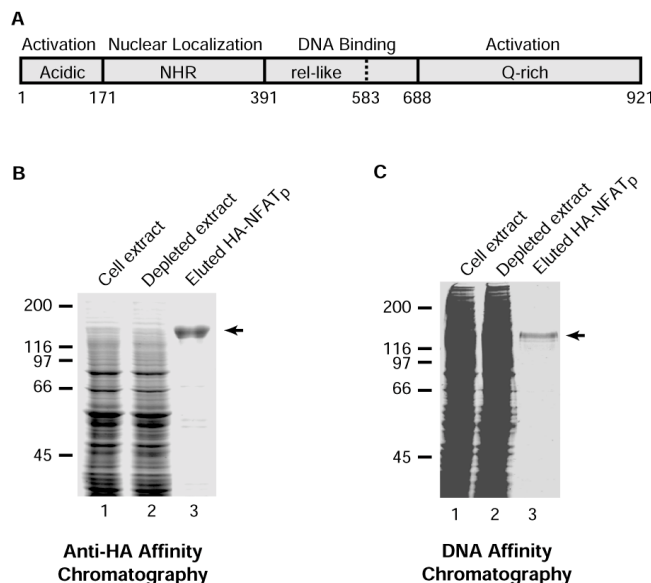 A
Activation Nuclear Localization DNA Binding Activation
Acidic NHR rel-like Q-rich
1 171 391 583 688 921
B
Cell extract
Depleted extract
Eluted HA-NFATp
200
116
97
66
45
1 2 3
Anti-HA Affinity
Chromatography
C
Cell extract
Depleted extract
Eluted HA-NFATp
200
116
97
66
45
1 2 3
DNA Affinity
Chromatography